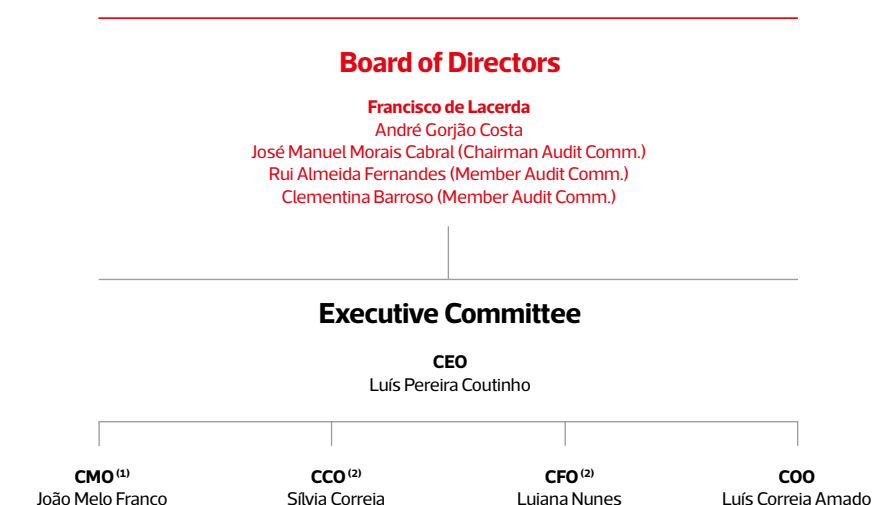 Board of Directors
Francisco de Lacerda
André Gorjão Costa
José Manuel Morais Cabral (Chairman Audit Comm.)
Rui Almeida Fernandes (Member Audit Comm.)
Clementina Barroso (Member Audit Comm.)
Executive Committee
CEO
Luís Pereira Coutinho
CMO (1)
João Melo Franco
CCO (2)
Sílvia Correia
CFO (2)
Luiana Nunes
COO
Luís Correia Amado